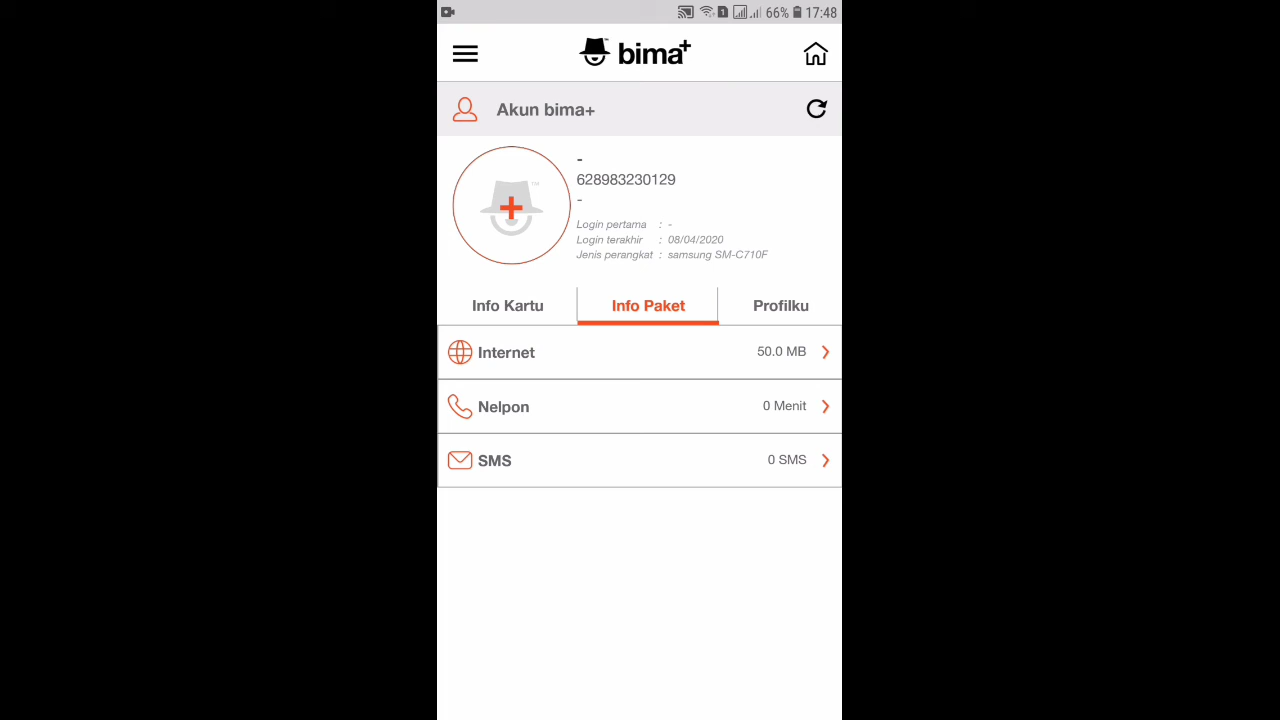 66% 17:48
bima+
Akun bima+
-
628983230129
-
Login pertama : -
Login terakhir : 08/04/2020
Jenis perangkat : samsung SM-C710F
Info Kartu Info Paket Profilku
Internet 50.0 MB
Nelpon 0 Menit
SMS 0 SMS